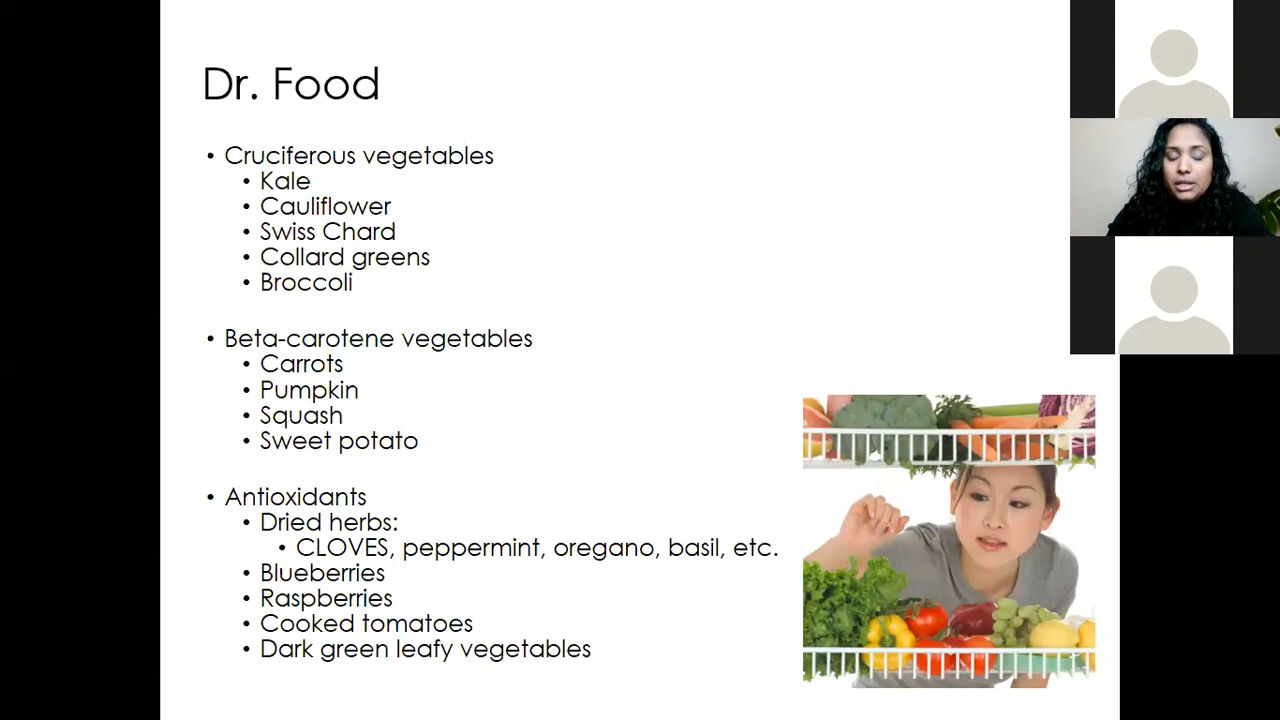 Dr. Food
• Cruciferous vegetables
• Kale
• Cauliflower
• Swiss Chard
• Collard greens
• Broccoli
• Beta-carotene vegetables
• Carrots
• Pumpkin
• Squash
• Sweet potato
• Antioxidants
• Dried herbs:
• CLOVES, peppermint, oregano, basil, etc.
• Blueberries
• Raspberries
• Cooked tomatoes
• Dark green leafy vegetables